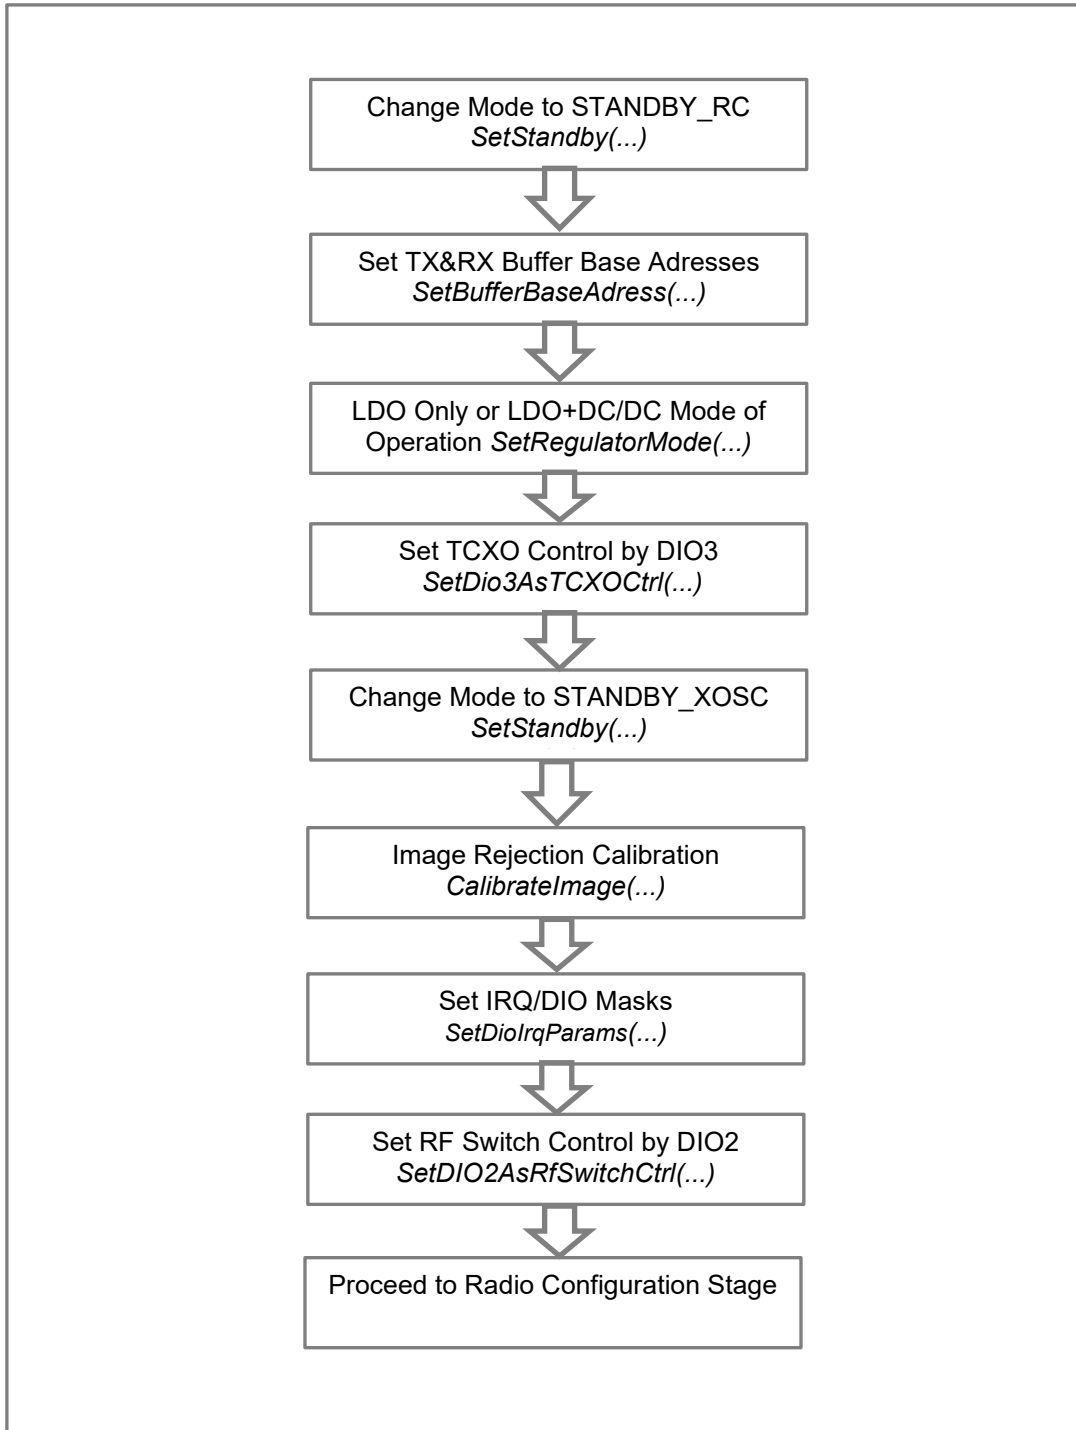 Change Mode to STANDBY_RC
SetStandby(...)
Set TX&RX Buffer Base Adresses
SetBufferBaseAdress(...)
LDO Only or LDO+DC/DC Mode of
Operation SetRegulatorMode(...)
Set TCXO Control by DIO3
SetDio3AsTCXOCtrl(...)
Change Mode to STANDBY_XOSC
SetStandby(...)
Image Rejection Calibration
CalibrateImage(...)
Set IRQ/DIO Masks
SetDioIrqParams(...)
Set RF Switch Control by DIO2
SetDIO2AsRfSwitchCtrl(...)
Proceed to Radio Configuration Stage